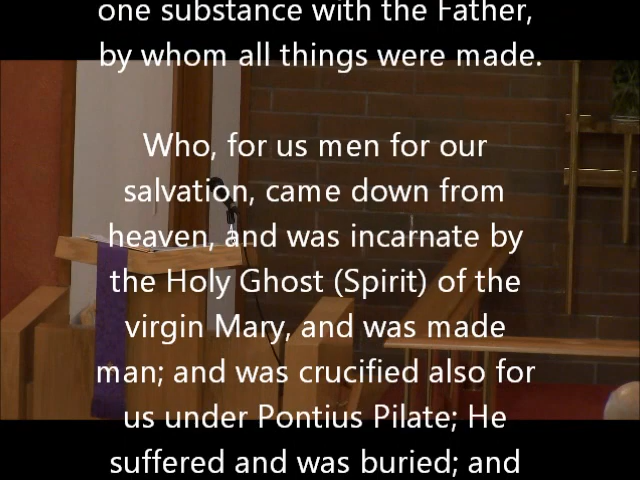 one substance with the Father,
by whom all things were made.
Who, for us men for our
salvation, came down from
heaven, and was incarnate by
the Holy Ghost (Spirit) of the
virgin Mary, and was made
man; and was crucified also for
us under Pontius Pilate; He
suffered and was buried; and